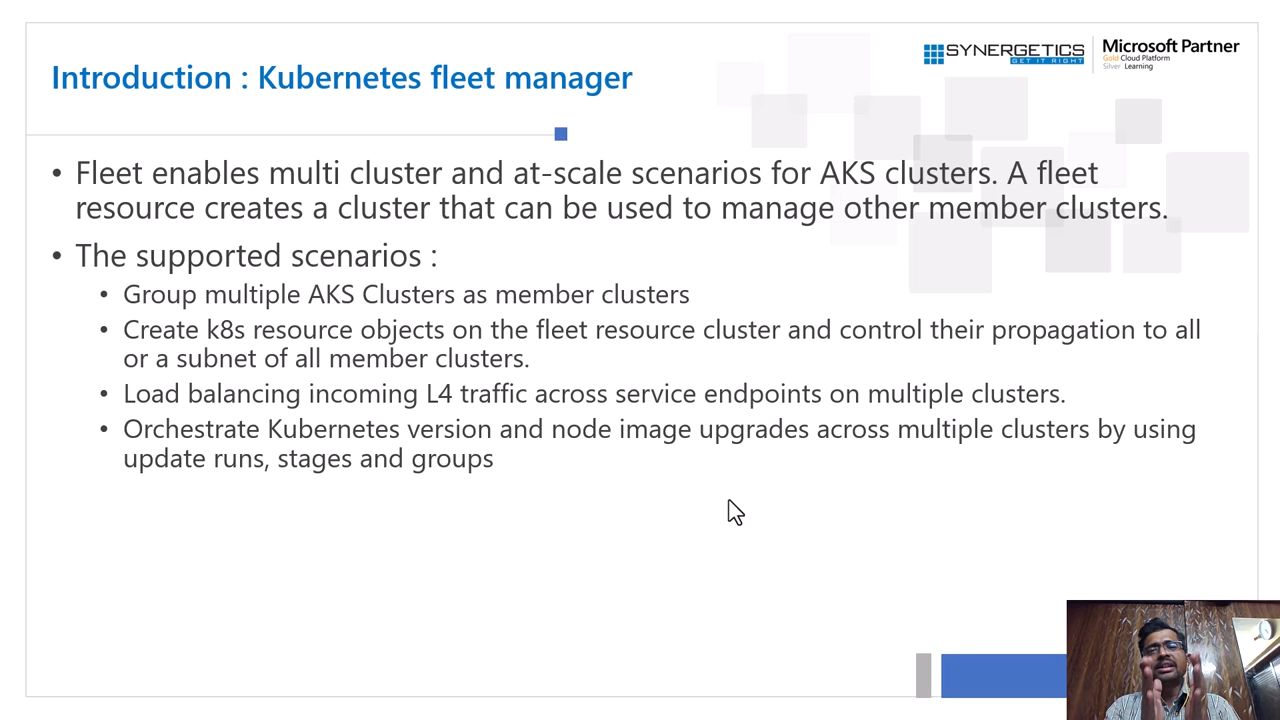 SYNERGETICS
GET IT RIGHT
Microsoft Partner
Gold Cloud Platform
Silver Learning
Introduction : Kubernetes fleet manager
• Fleet enables multi cluster and at-scale scenarios for AKS clusters. A fleet
resource creates a cluster that can be used to manage other member clusters.
• The supported scenarios :
• Group multiple AKS Clusters as member clusters
• Create k8s resource objects on the fleet resource cluster and control their propagation to all
or a subnet of all member clusters.
• Load balancing incoming L4 traffic across service endpoints on multiple clusters.
• Orchestrate Kubernetes version and node image upgrades across multiple clusters by using
update runs, stages and groups